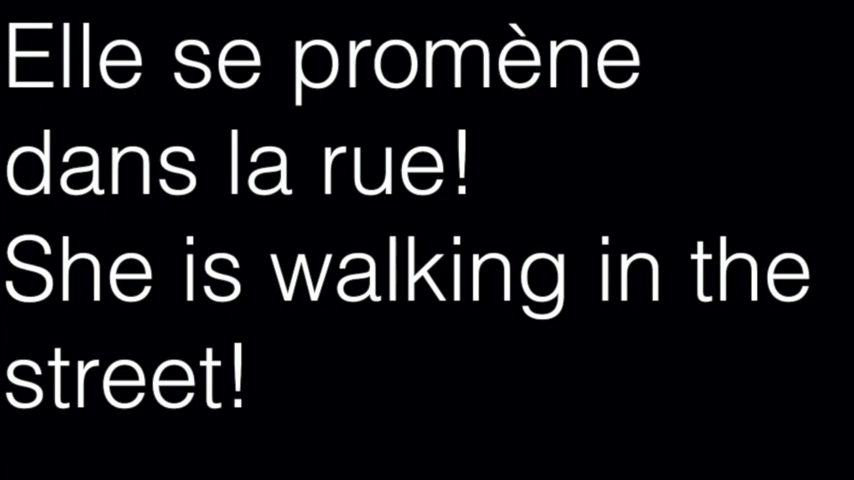 Elle se promène
dans la rue!
She is walking in the
street!